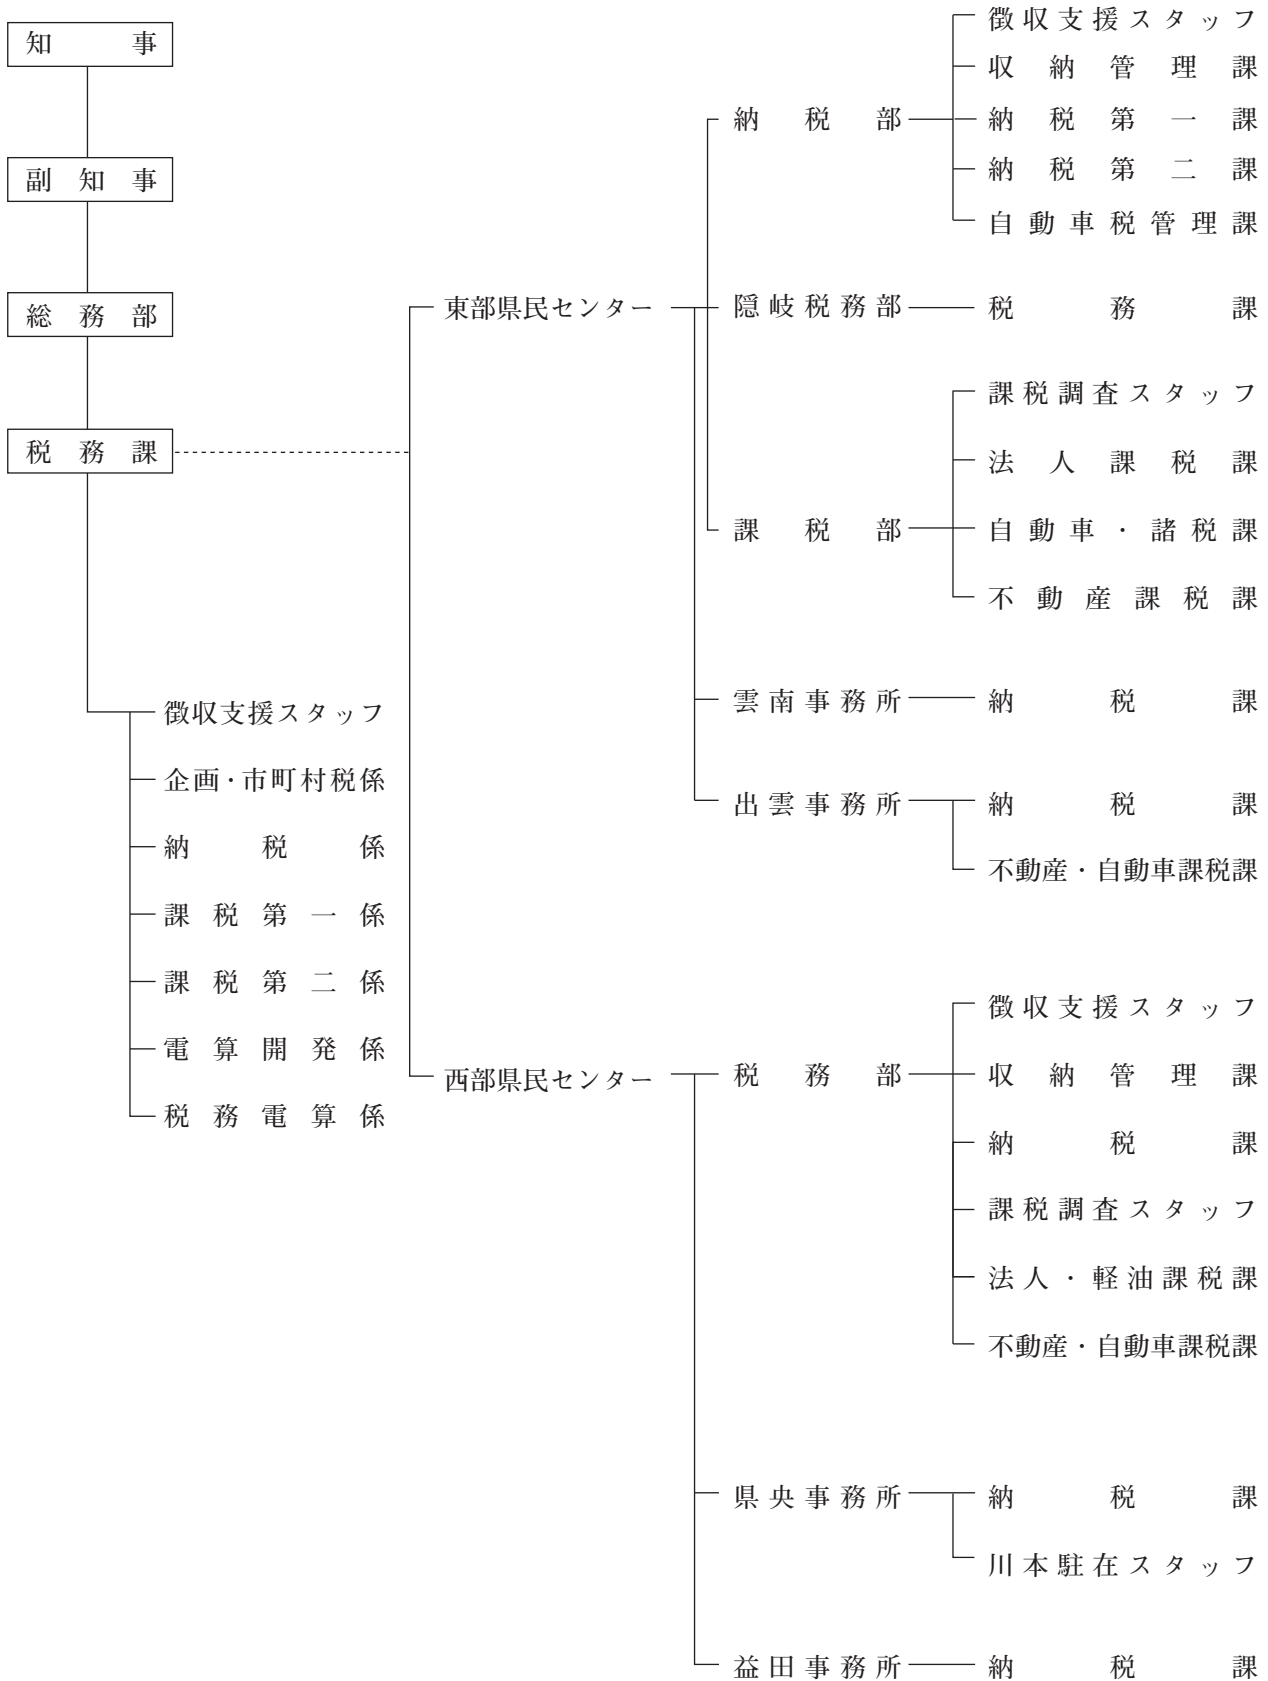 知事
副知事
総務部
税務課
徴収支援スタッフ
企画・市町村税係
納税係
課税第一係
課税第二係
電算開発係
税務電算係
東部県民センター
納税部
徴収支援スタッフ
収納管理課
納税第一課
納税第二課
自動車税管理課
隠岐税務部
税務課
課税部
課税調査スタッフ
法人課税課
自動車・諸税課
不動産課税課
雲南事務所
納税課
出雲事務所
納税課
不動産・自動車課税課
西部県民センター
税務部
徴収支援スタッフ
収納管理課
納税課
課税調査スタッフ
法人・軽油課税課
不動産・自動車課税課
県央事務所
納税課
川本駐在スタッフ
益田事務所
納税課